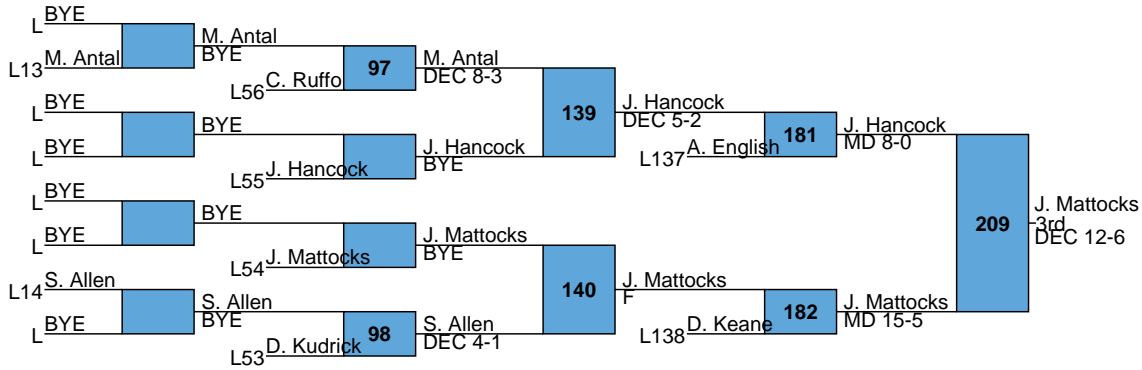 BYE
L
M. Antal
BYE
M. Antal
L13
97
M. Antal
DEC 8-3
C. Ruffo
L56
BYE
L
139
J. Hancock
DEC 5-2
BYE
BYE
L
J. Hancock
BYE
J. Hancock
L55
181
J. Hancock
MD 8-0
A. English
L137
BYE
L
BYE
BYE
L
J. Mattocks
BYE
J. Mattocks
L54
209
J. Mattocks
3rd
DEC 12-6
S. Allen
L14
140
J. Mattocks
F
S. Allen
BYE
BYE
L
98
S. Allen
DEC 4-1
D. Kudrick
L53
182
J. Mattocks
MD 15-5
D. Keane
L138